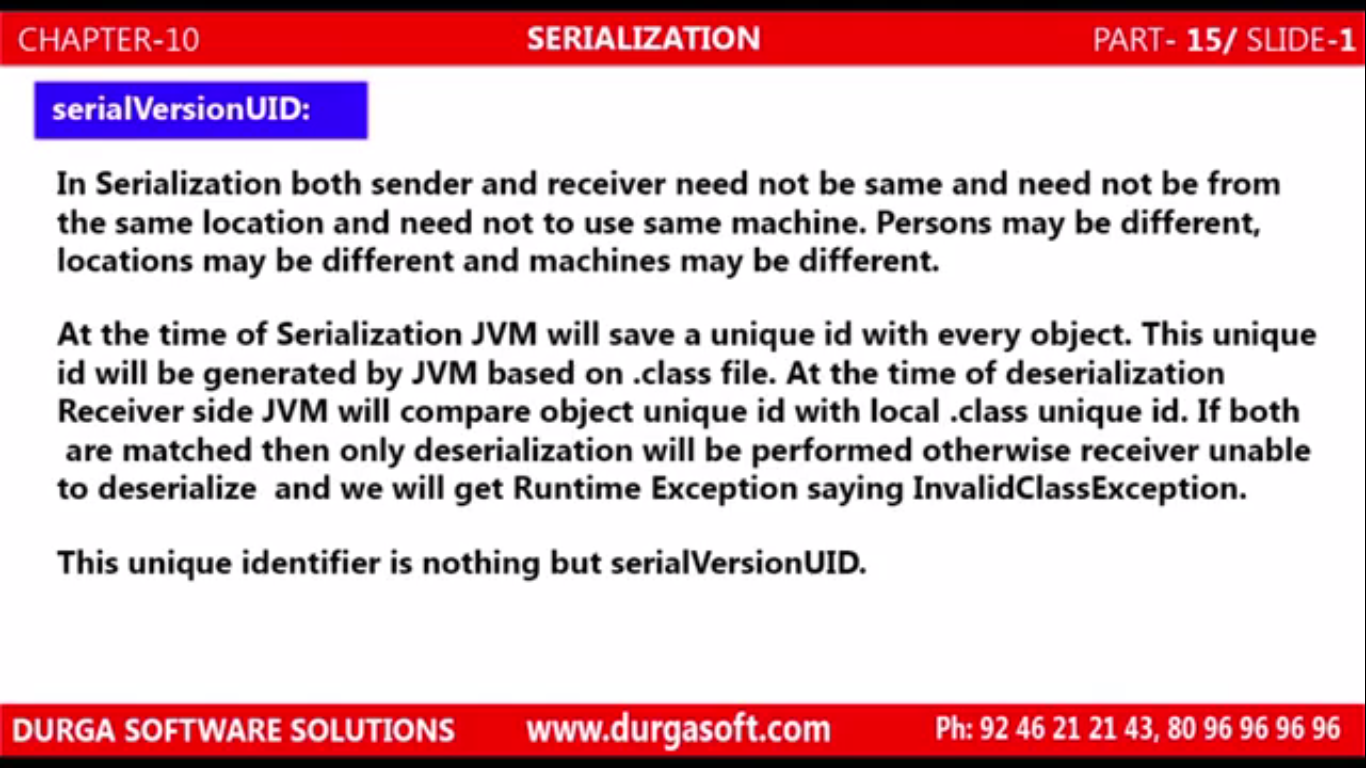 CHAPTER-10 SERIALIZATION PART- 15/ SLIDE-1
serialVersionUID:
In Serialization both sender and receiver need not be same and need not be from
the same location and need not to use same machine. Persons may be different,
locations may be different and machines may be different.
At the time of Serialization JVM will save a unique id with every object. This unique
id will be generated by JVM based on .class file. At the time of deserialization
Receiver side JVM will compare object unique id with local .class unique id. If both
are matched then only deserialization will be performed otherwise receiver unable
to deserialize and we will get Runtime Exception saying InvalidClassException.
This unique identifier is nothing but serialVersionUID.
DURGA SOFTWARE SOLUTIONS www.durgasoft.com Ph: 92 46 21 21 43, 80 96 96 96 96